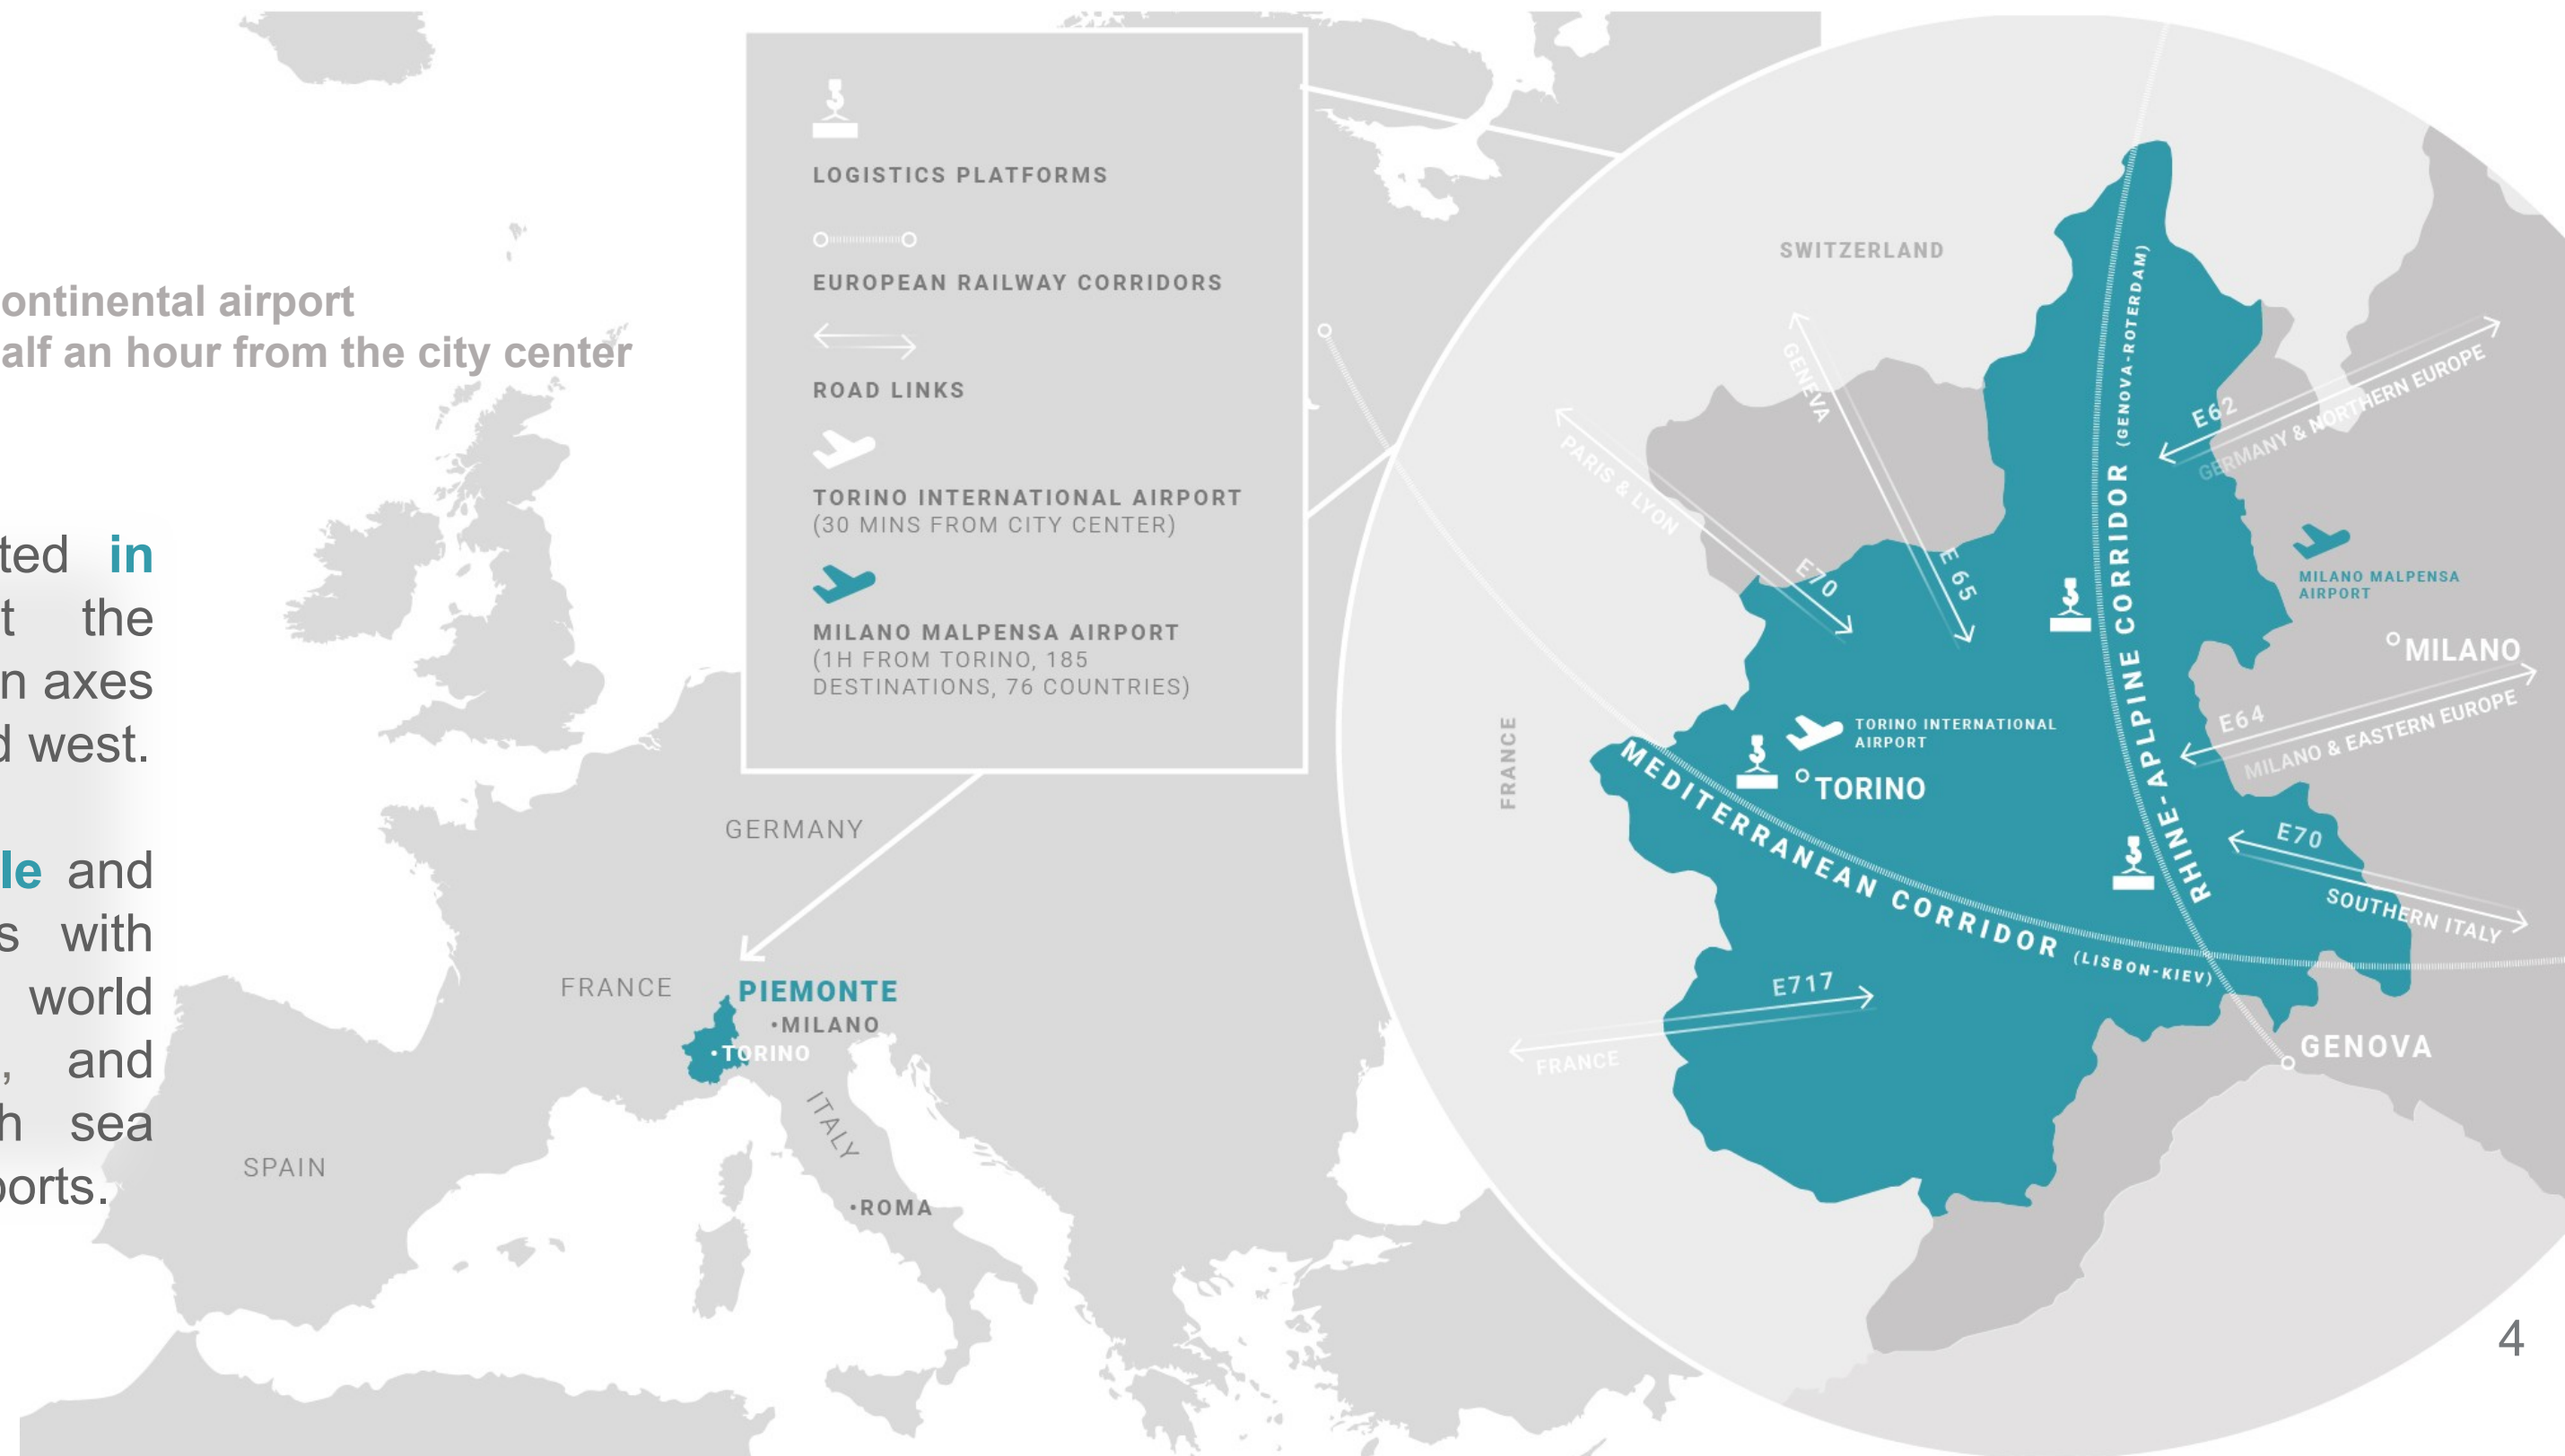 ontinental airport
alf an hour from the city center
ted in
t the
n axes
d west.
le and
s with
world
, and
h sea
ports.
LOGISTICS PLATFORMS
EUROPEAN RAILWAY CORRIDORS
ROAD LINKS
TORINO INTERNATIONAL AIRPORT
(30 MINS FROM CITY CENTER)
MILANO MALPENSA AIRPORT
(1H FROM TORINO, 185
DESTINATIONS, 76 COUNTRIES)
GERMANY
FRANCE
PIEMONTE
•MILANO
•TORINO
ITALY
SPAIN
•ROMA
SWITZERLAND
GENEVA
PARIS & LYON
E70
E 65
E62
GERMANY & NORTHERN EUROPE
RHINE-APLPINE CORRIDOR (GENOVA-ROTERDAM)
MILANO MALPENSA
AIRPORT
MILANO
E64
MILANO & EASTERN EUROPE
FRANCE
TORINO INTERNATIONAL
AIRPORT
TORINO
MEDITERRANEAN CORRIDOR (LISBON-KIEV)
E70
SOUTHERN ITALY
E717
FRANCE
GENOVA
4